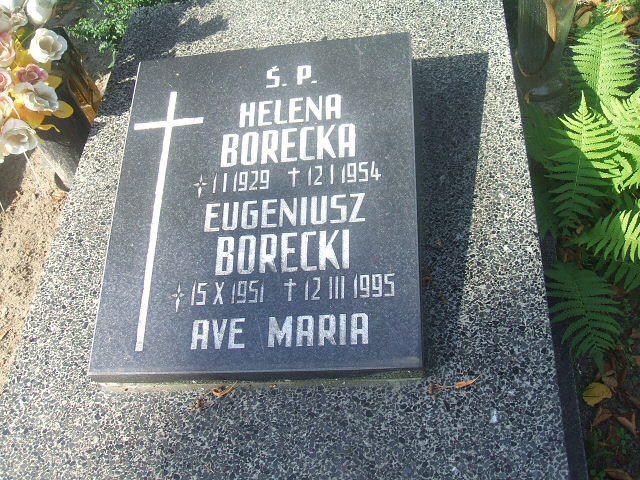 Ś. P.
HELENA
BORECKA
* 1 I 1929 † 12 I 1954
EUGENIUSZ
BORECKI
* 15 X 1951 † 12 III 1995
AVE MARIA